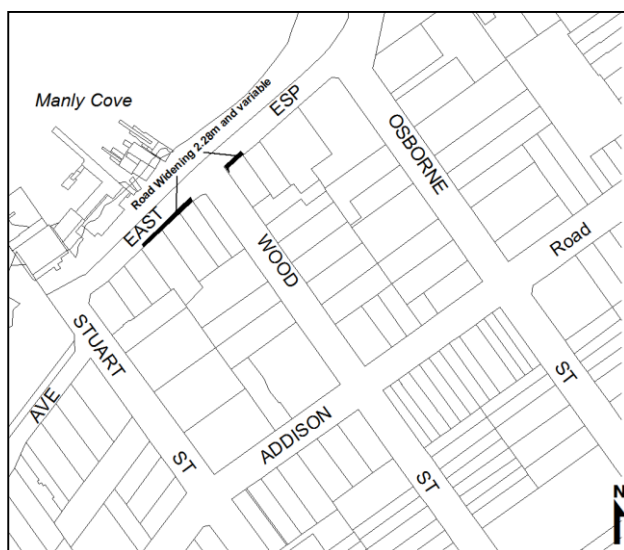 Manly Cove
Road Widening 2.28m and variable
EAST
ESP
OSBORNE
ST
WOOD
ST
STUART
ST
AVE
ADDISON
Road
N